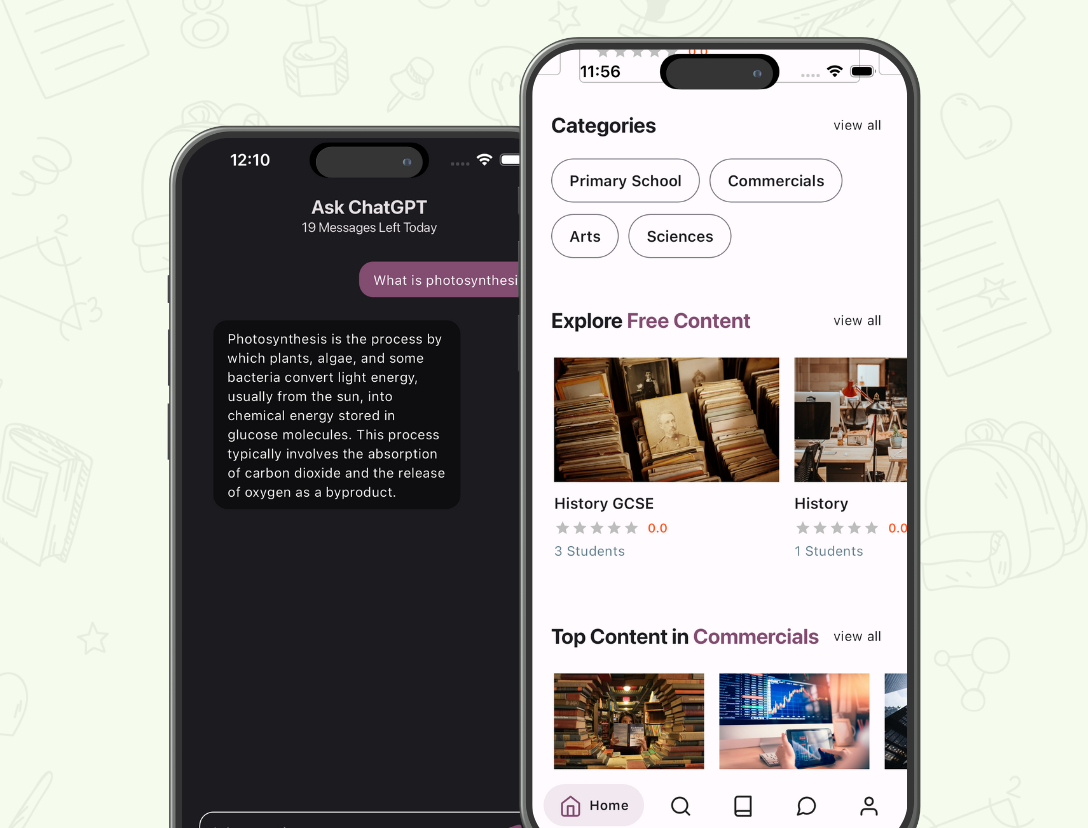 12:10
Ask ChatGPT
19 Messages Left Today
What is photosynthesi
Photosynthesis is the process by
which plants, algae, and some
bacteria convert light energy,
usually from the sun, into
chemical energy stored in
glucose molecules. This process
typically involves the absorption
of carbon dioxide and the release
of oxygen as a byproduct.
0.0
11:56
Categories view all
Primary School Commercials
Arts Sciences
Explore Free Content view all
History GCSE History
0.0 0.0
3 Students 1 Students
Top Content in Commercials view all
Home